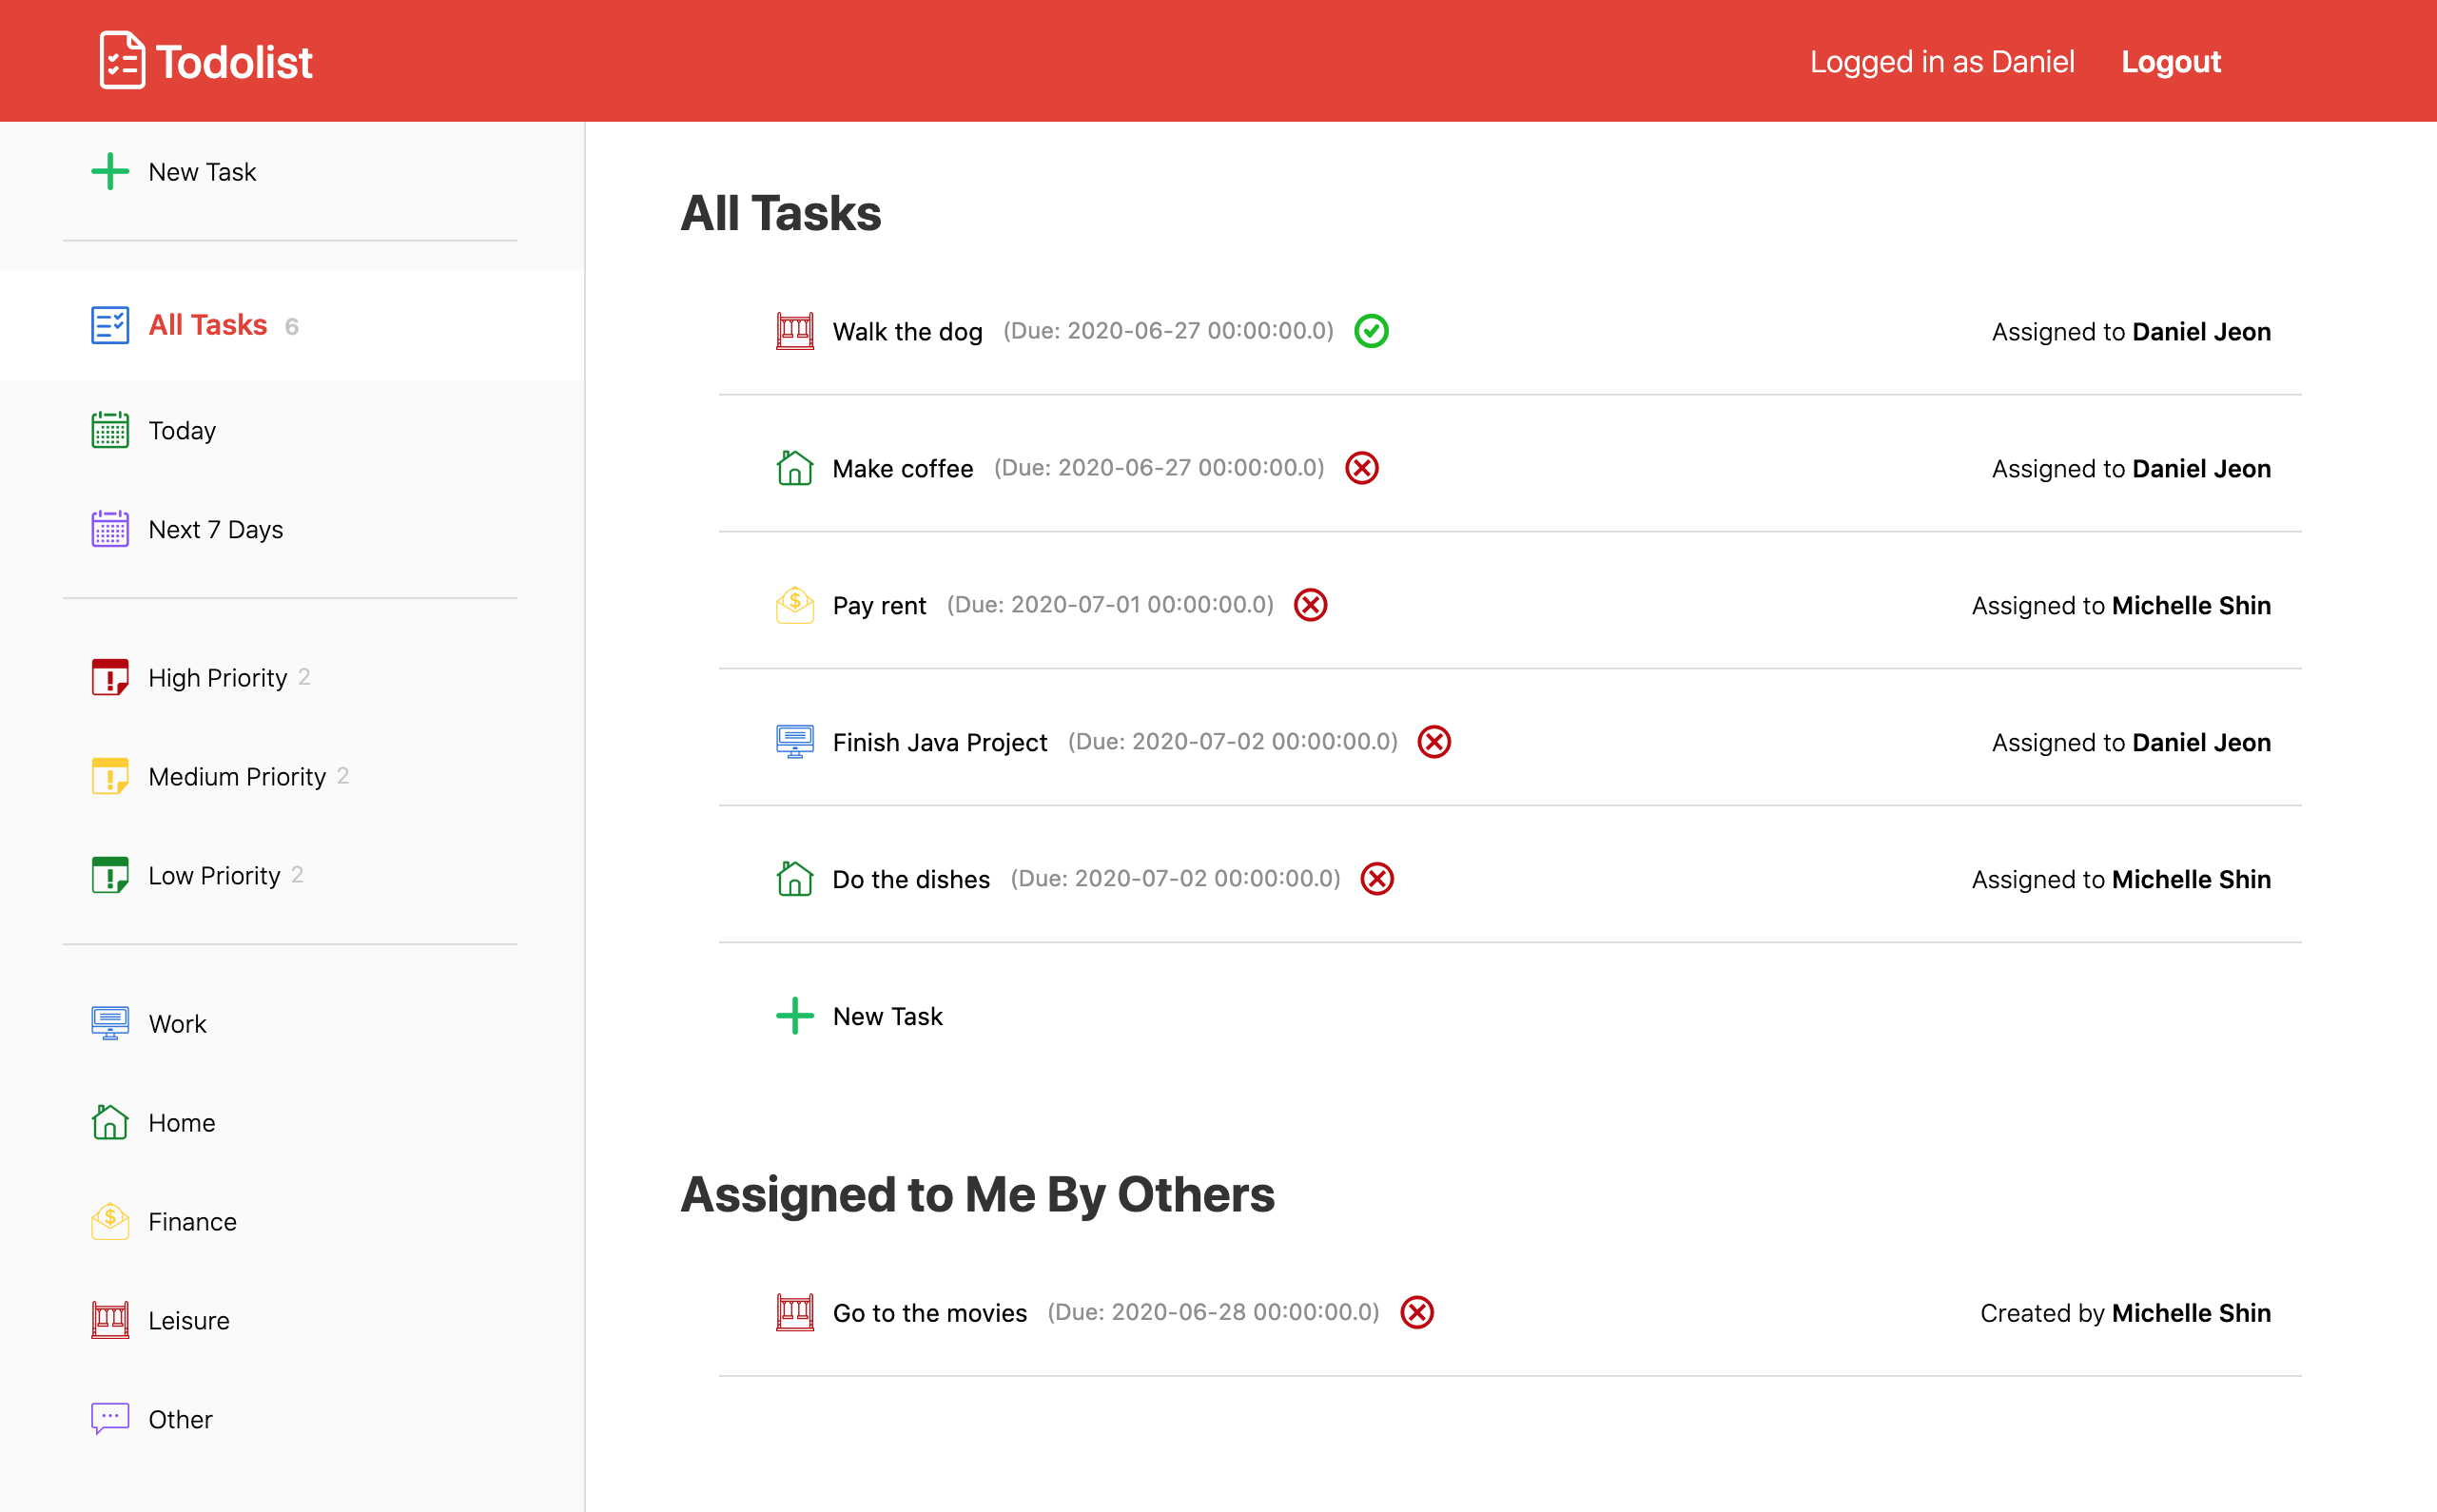 Todolist
Logged in as Daniel Logout
New Task
All Tasks 6
Today
Next 7 Days
High Priority 2
Medium Priority 2
Low Priority 2
Work
Home
Finance
Leisure
Other
All Tasks
Walk the dog (Due: 2020-06-27 00:00:00.0) Assigned to Daniel Jeon
Make coffee (Due: 2020-06-27 00:00:00.0) Assigned to Daniel Jeon
Pay rent (Due: 2020-07-01 00:00:00.0) Assigned to Michelle Shin
Finish Java Project (Due: 2020-07-02 00:00:00.0) Assigned to Daniel Jeon
Do the dishes (Due: 2020-07-02 00:00:00.0) Assigned to Michelle Shin
New Task
Assigned to Me By Others
Go to the movies (Due: 2020-06-28 00:00:00.0) Created by Michelle Shin